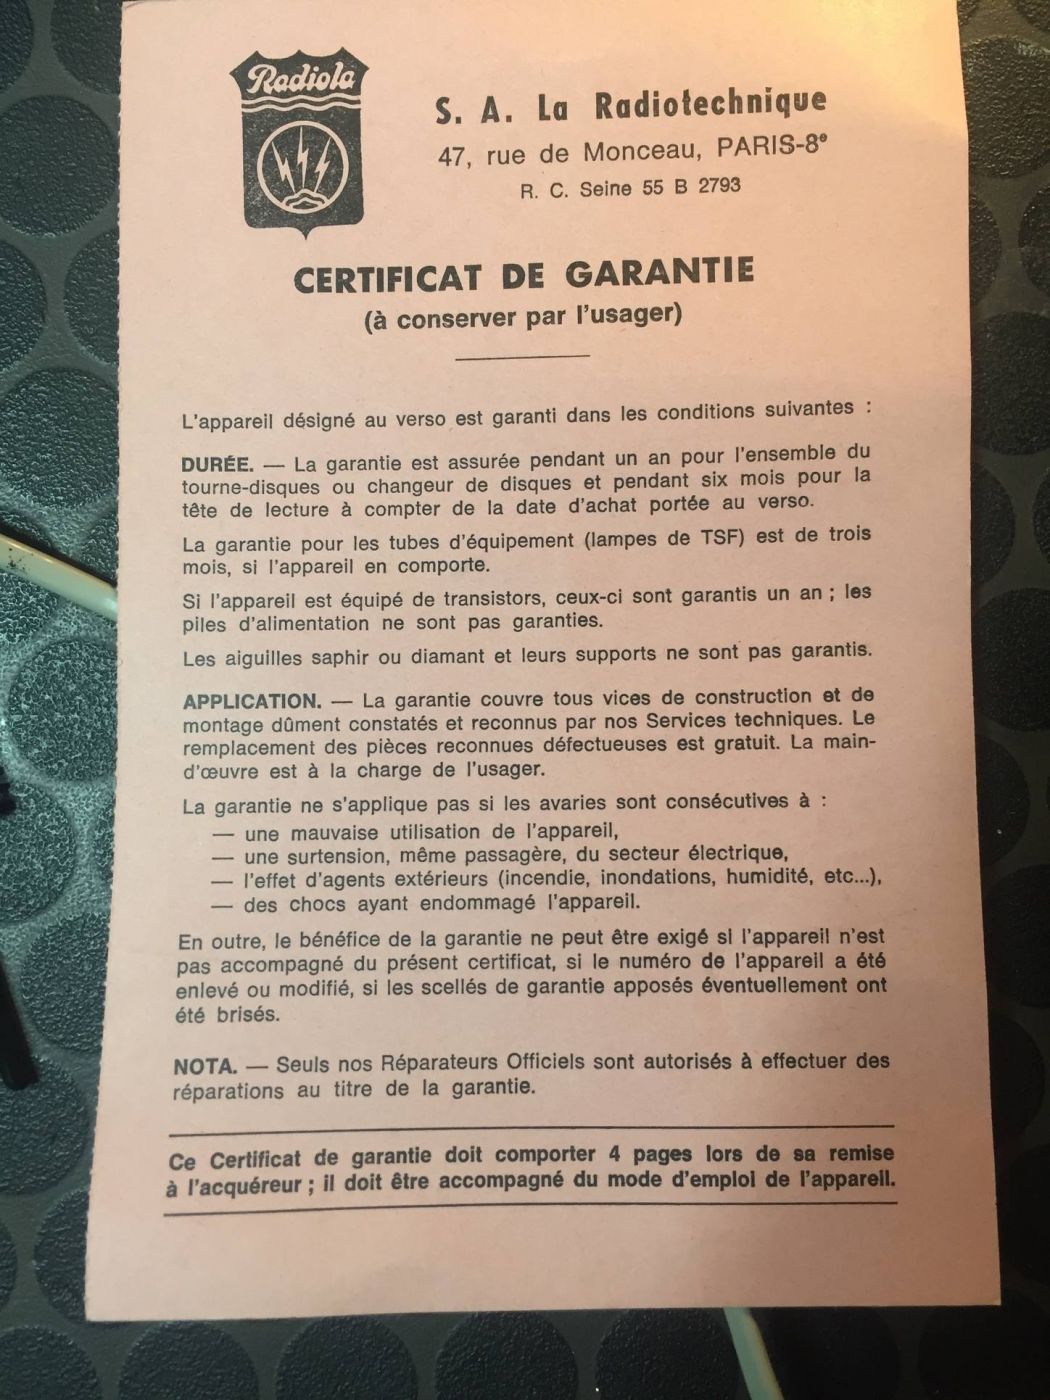 Radiola
S. A. La Radiotechnique
47, rue de Monceau, PARIS-8e
R. C. Seine 55 B 2793
CERTIFICAT DE GARANTIE
(à conserver par l'usager)
L'appareil désigné au verso est garanti dans les conditions suivantes :
DURÉE. — La garantie est assurée pendant un an pour l'ensemble du
tourne-disques ou changeur de disques et pendant six mois pour la
tête de lecture à compter de la date d'achat portée au verso.
La garantie pour les tubes d'équipement (lampes de TSF) est de trois
mois, si l'appareil en comporte.
Si l'appareil est équipé de transistors, ceux-ci sont garantis un an ; les
piles d'alimentation ne sont pas garanties.
Les aiguilles saphir ou diamant et leurs supports ne sont pas garantis.
APPLICATION. — La garantie couvre tous vices de construction et de
montage dûment constatés et reconnus par nos Services techniques. Le
remplacement des pièces reconnues défectueuses est gratuit. La main-
d'œuvre est à la charge de l'usager.
La garantie ne s'applique pas si les avaries sont consécutives à :
— une mauvaise utilisation de l'appareil,
— une surtension, même passagère, du secteur électrique,
— l'effet d'agents extérieurs (incendie, inondations, humidité, etc...),
— des chocs ayant endommagé l'appareil.
En outre, le bénéfice de la garantie ne peut être exigé si l'appareil n'est
pas accompagné du présent certificat, si le numéro de l'appareil a été
enlevé ou modifié, si les scellés de garantie apposés éventuellement ont
été brisés.
NOTA. — Seuls nos Réparateurs Officiels sont autorisés à effectuer des
réparations au titre de la garantie.
Ce Certificat de garantie doit comporter 4 pages lors de sa remise
à l'acquéreur ; il doit être accompagné du mode d'emploi de l'appareil.